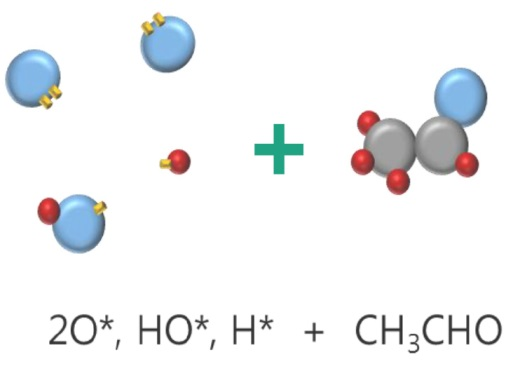 2O*, HO*, H* + CH₃CHO